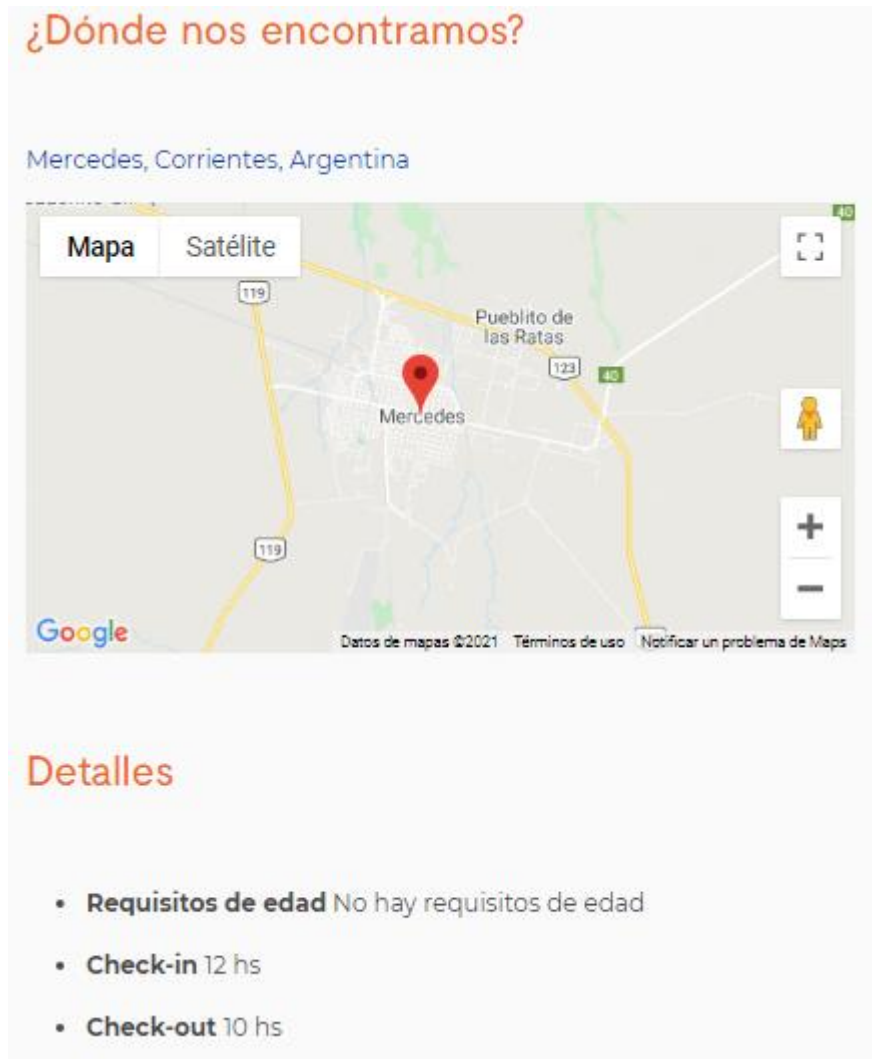 ¿Dónde nos encontramos?
Mercedes, Corrientes, Argentina
40
Mapa Satélite
119
Pueblito de
las Ratas
123
40
Mercedes
119
Google
Datos de mapas ©2021 Términos de uso Notificar un problema de Maps
Detalles
• Requisitos de edad No hay requisitos de edad
• Check-in 12 hs
• Check-out 10 hs